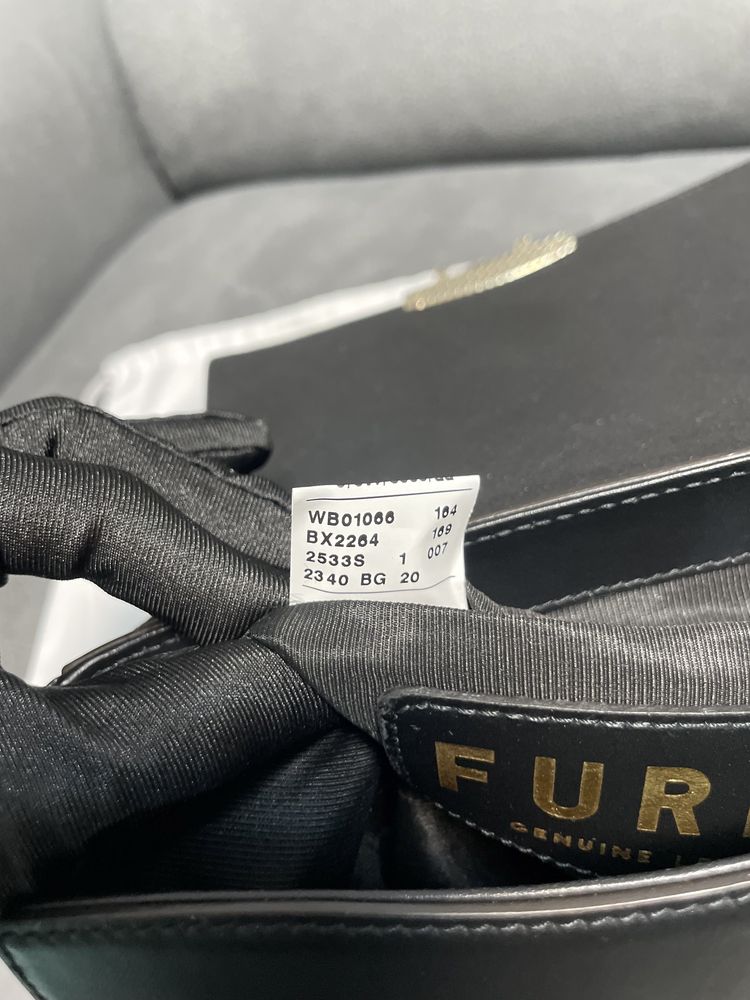 WB01066 164
BX2264 169
2533S 1 007
2340 BG 20
FUR
GENUINE